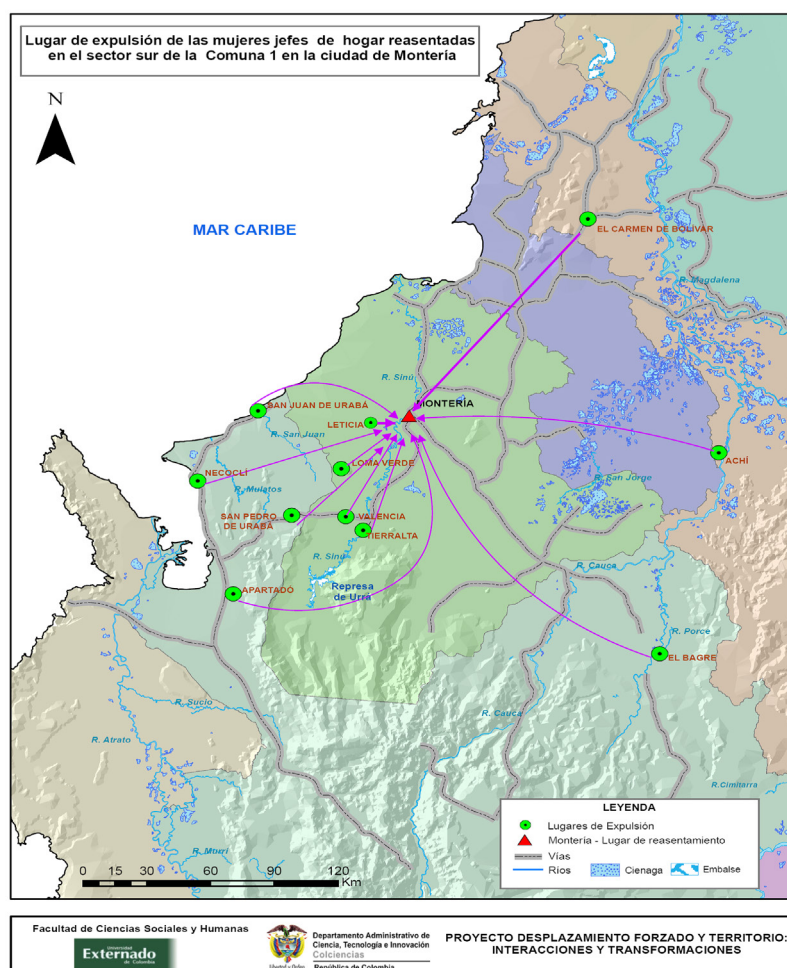 Lugar de expulsión de las mujeres jefes de hogar reasentadas
en el sector sur de la Comuna 1 en la ciudad de Montería
N
MAR CARIBE
EL CARMEN DE BOLIVAR
R. Magdalena
R. Sinú
MONTERÍA
SAN JUAN DE URABÁ
LETICIA
R. San Juan
LOMA VERDE
ACHÍ
NECOCLÍ
R. Mulatos
R. San Jorge
SAN PEDRO
DE URABÁ
VALENCIA
TIERRALTA
R. Sinú
R. Cauca
Represa
de Urrá
APARTADÓ
R. Porce
EL BAGRE
R. Sucio
R. Cauca
R. Atrato
R.Cimitarra
R. Murrí
LEYENDA
Lugares de Expulsión
Montería - Lugar de reasentamiento
Vías
Ríos
Cienaga
Embalse
0 15 30 60 90 120
Km
Facultad de Ciencias Sociales y Humanas
Universidad
Externado
de Colombia
Libertad y Orden
Departamento Administrativo de
Ciencia, Tecnología e Innovación
Colciencias
República de Colombia
PROYECTO DESPLAZAMIENTO FORZADO Y TERRITORIO:
INTERACCIONES Y TRANSFORMACIONES